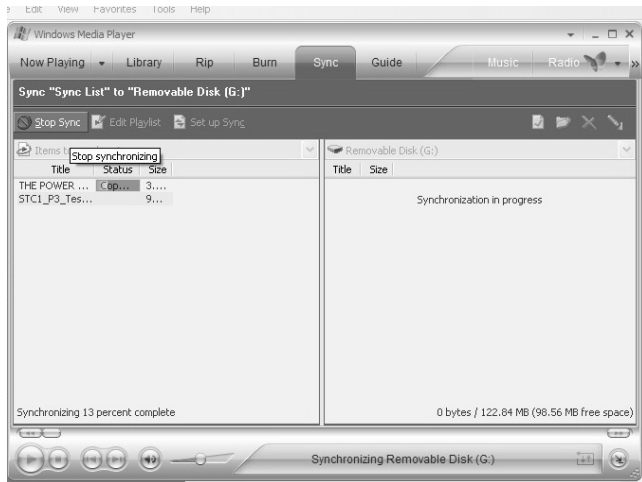 Edit View Favorites Tools Help
Windows Media Player
Now Playing Library Rip Burn Sync Guide Music Radio
Sync "Sync List" to "Removable Disk (G:)"
Stop Sync Edit Playlist Set up Sync
Items Removable Disk (G:)
Stop synchronizing
Title Status Size Title Size
THE POWER ... Cop... 3....
STC1_P3_Tes... 9...
Synchronization in progress
Synchronizing 13 percent complete 0 bytes / 122.84 MB (98.56 MB free space)
Synchronizing Removable Disk (G:)